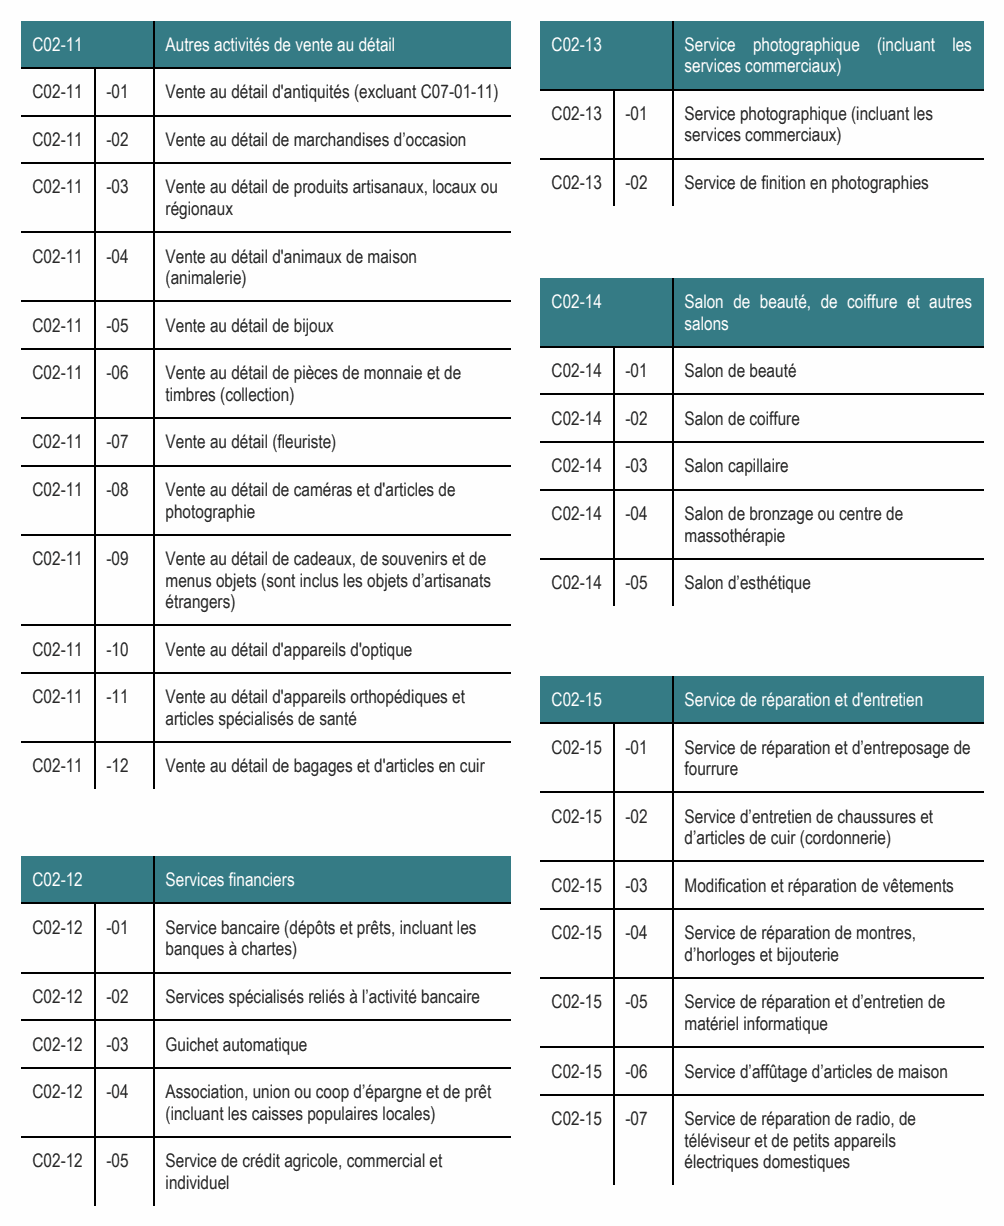 C02-11 Autres activités de vente au détail
C02-11 -01 Vente au détail d'antiquités (excluant C07-01-11)
C02-11 -02 Vente au détail de marchandises d’occasion
C02-11 -03 Vente au détail de produits artisanaux, locaux ou
régionaux
C02-11 -04 Vente au détail d'animaux de maison
(animalerie)
C02-11 -05 Vente au détail de bijoux
C02-11 -06 Vente au détail de pièces de monnaie et de
timbres (collection)
C02-11 -07 Vente au détail (fleuriste)
C02-11 -08 Vente au détail de caméras et d'articles de
photographie
C02-11 -09 Vente au détail de cadeaux, de souvenirs et de
menus objets (sont inclus les objets d’artisanats
étrangers)
C02-11 -10 Vente au détail d'appareils d'optique
C02-11 -11 Vente au détail d'appareils orthopédiques et
articles spécialisés de santé
C02-11 -12 Vente au détail de bagages et d'articles en cuir
C02-12 Services financiers
C02-12 -01 Service bancaire (dépôts et prêts, incluant les
banques à chartes)
C02-12 -02 Services spécialisés reliés à l’activité bancaire
C02-12 -03 Guichet automatique
C02-12 -04 Association, union ou coop d’épargne et de prêt
(incluant les caisses populaires locales)
C02-12 -05 Service de crédit agricole, commercial et
individuel
C02-13 Service photographique (incluant les
services commerciaux)
C02-13 -01 Service photographique (incluant les
services commerciaux)
C02-13 -02 Service de finition en photographies
C02-14 Salon de beauté, de coiffure et autres
salons
C02-14 -01 Salon de beauté
C02-14 -02 Salon de coiffure
C02-14 -03 Salon capillaire
C02-14 -04 Salon de bronzage ou centre de
massothérapie
C02-14 -05 Salon d’esthétique
C02-15 Service de réparation et d'entretien
C02-15 -01 Service de réparation et d’entreposage de
fourrure
C02-15 -02 Service d’entretien de chaussures et
d’articles de cuir (cordonnerie)
C02-15 -03 Modification et réparation de vêtements
C02-15 -04 Service de réparation de montres,
d’horloges et bijouterie
C02-15 -05 Service de réparation et d’entretien de
matériel informatique
C02-15 -06 Service d’affûtage d’articles de maison
C02-15 -07 Service de réparation de radio, de
téléviseur et de petits appareils
électriques domestiques